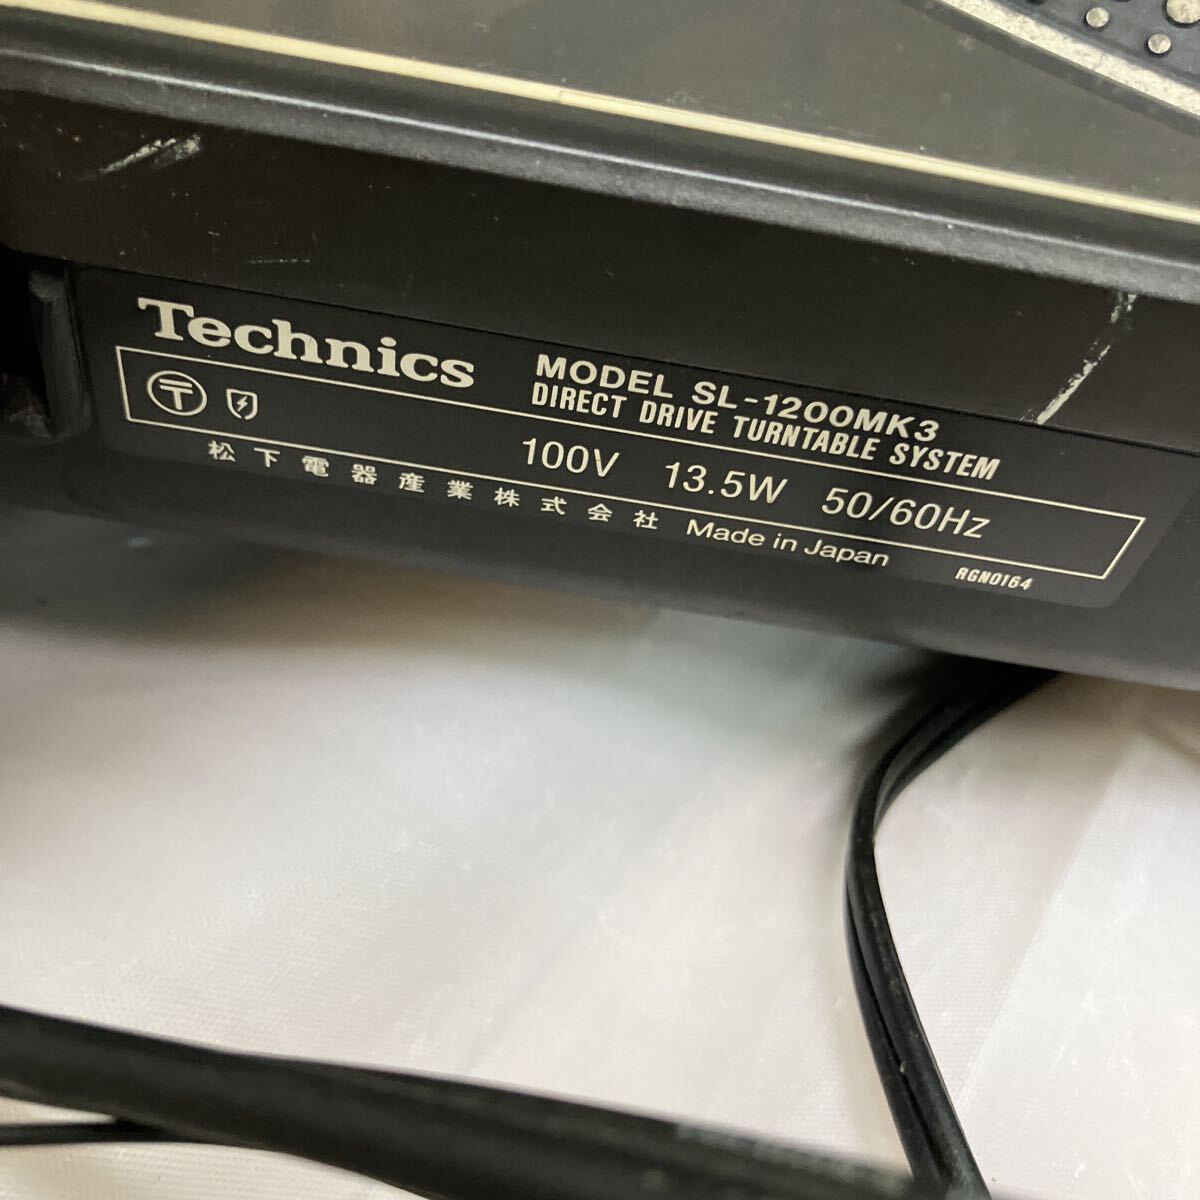 Technics
MODEL SL-1200MK3
DIRECT DRIVE TURNTABLE SYSTEM
〒
100V 13.5W 50/60Hz
松下電器産業株式会社 Made in Japan
RGN0164